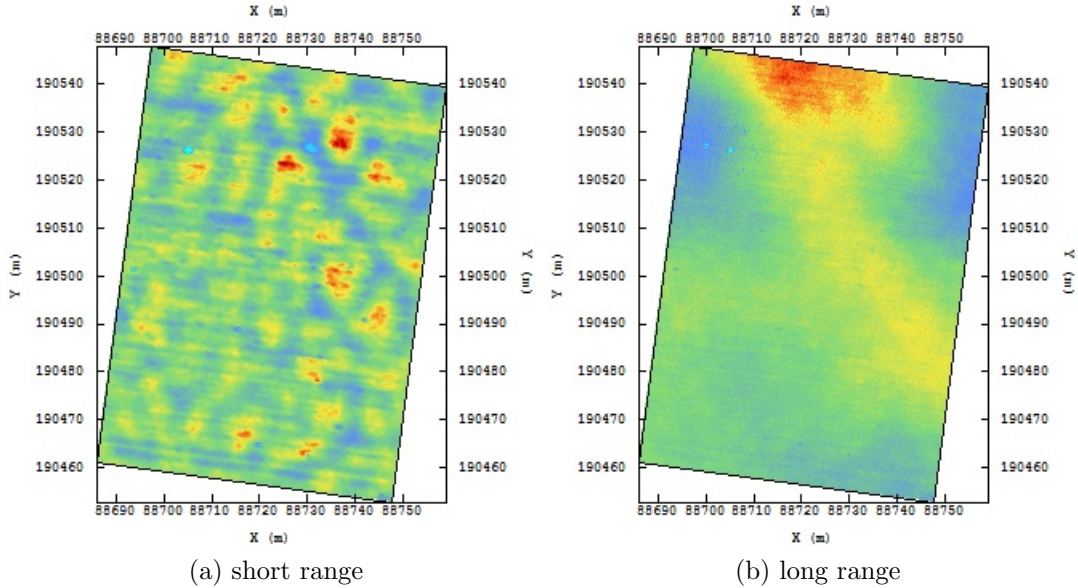 X (m) X (m)
88690 88700 88710 88720 88730 88740 88750 88690 88700 88710 88720 88730 88740 88750
190540 190540 190540 190540
190530 190530 190530 190530
190520 190520 190520 190520
190510 190510 190510 190510
Y (m) 190500 190500 Y (m) Y (m) 190500 190500 Y (m)
190490 190490 190490 190490
190480 190480 190480 190480
190470 190470 190470 190470
190460 190460 190460 190460
88690 88700 88710 88720 88730 88740 88750 88690 88700 88710 88720 88730 88740 88750
X (m) X (m)
(a) short range (b) long range